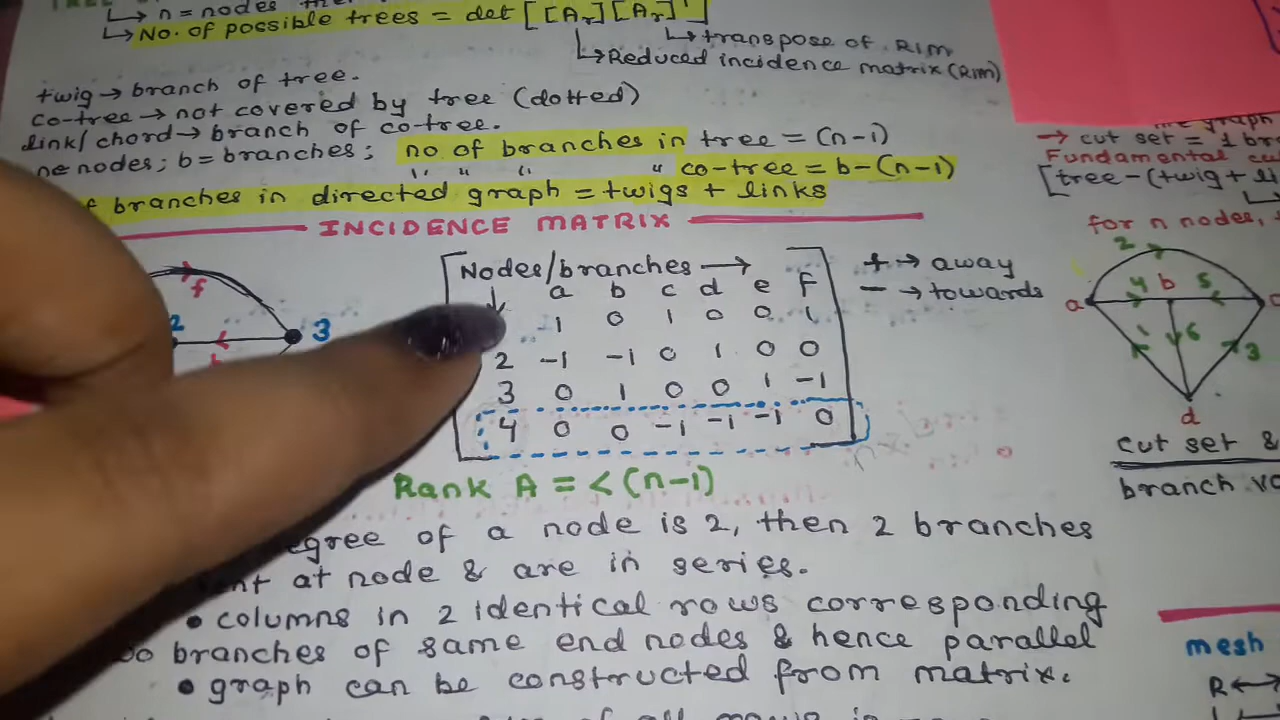 ↳ n = nodes
↳ No. of possible trees = det [[Ar][Ar]']
↳ transpose of RIM
↳ Reduced incidence matrix (RIM)
twig → branch of tree.
co-tree → not covered by tree (dotted)
link/chord → branch of co-tree.
nodes; b = branches; no of branches in tree = (n-1)
" " " " co-tree = b-(n-1)
branches in directed graph = twigs + links
INCIDENCE MATRIX
f
2
3
Nodes/branches →
↓ a b c d e f
1 0 1 0 0 1
2 -1 -1 0 1 0 0
3 0 1 0 0 1 -1
4 0 0 -1 -1 -1 0
+ → away
- → towards
Rank A = <(n-1)
of a node is 2, then 2 branches
at node & are in series.
• columns in 2 identical rows corresponding
branches of same end nodes & hence parallel
• graph can be constructed from matrix.
→ cut set = 1
Fundamental
[tree-(twig +
for n nodes,
2
a 4 b 5
1 6 3
d
cut set &
branch
mesh
R ↔